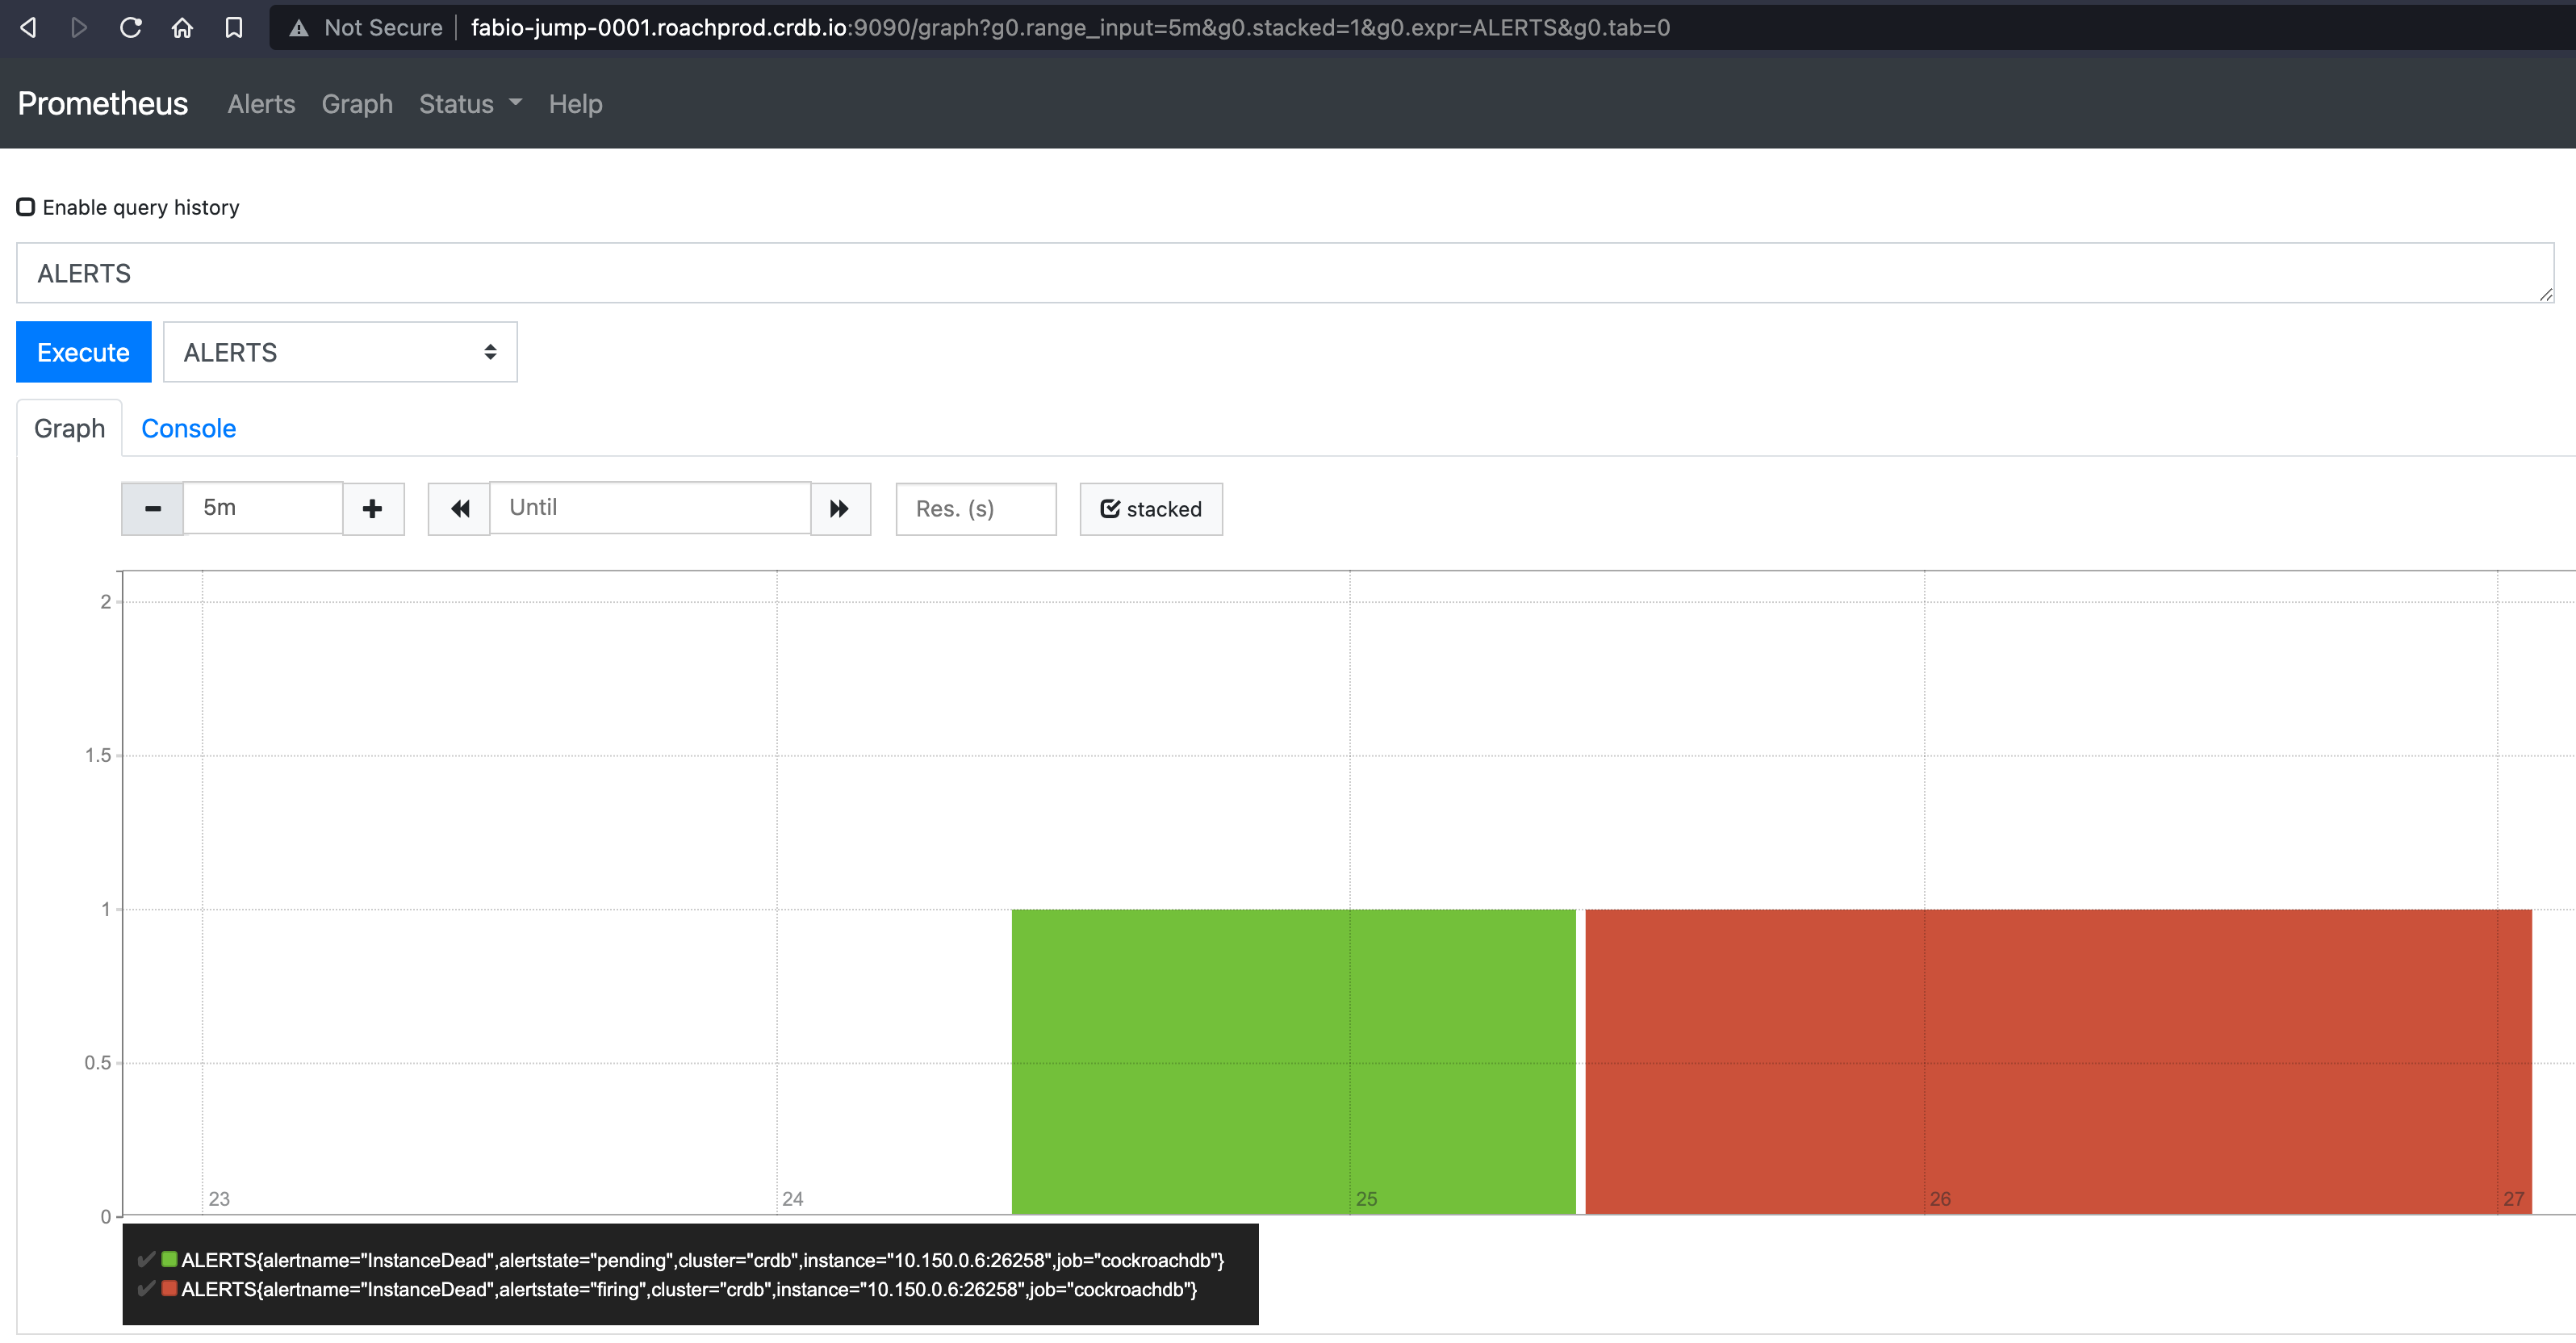 Not Secure fabio-jump-0001.roachprod.crdb.io:9090/graph?g0.range_input=5m&g0.stacked=1&g0.expr=ALERTS&g0.tab=0
Prometheus Alerts Graph Status Help
Enable query history
ALERTS
Execute ALERTS
Graph Console
5m Until Res. (s) stacked
2
1.5
1
0.5
0
23 24 25 26 27
ALERTS{alertname="InstanceDead",alertstate="pending",cluster="crdb",instance="10.150.0.6:26258",job="cockroachdb"}
ALERTS{alertname="InstanceDead",alertstate="firing",cluster="crdb",instance="10.150.0.6:26258",job="cockroachdb"}